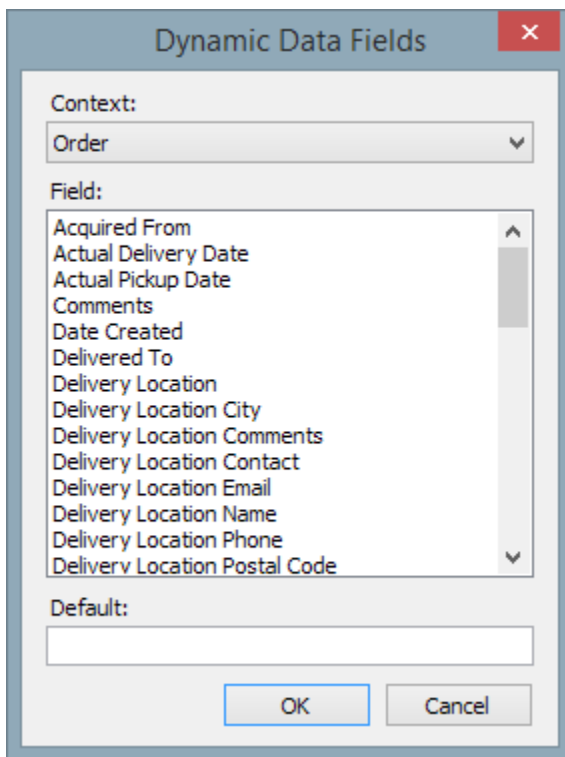 Dynamic Data Fields
Context:
Order
Field:
Acquired From
Actual Delivery Date
Actual Pickup Date
Comments
Date Created
Delivered To
Delivery Location
Delivery Location City
Delivery Location Comments
Delivery Location Contact
Delivery Location Email
Delivery Location Name
Delivery Location Phone
Delivery Location Postal Code
Default:
OK Cancel